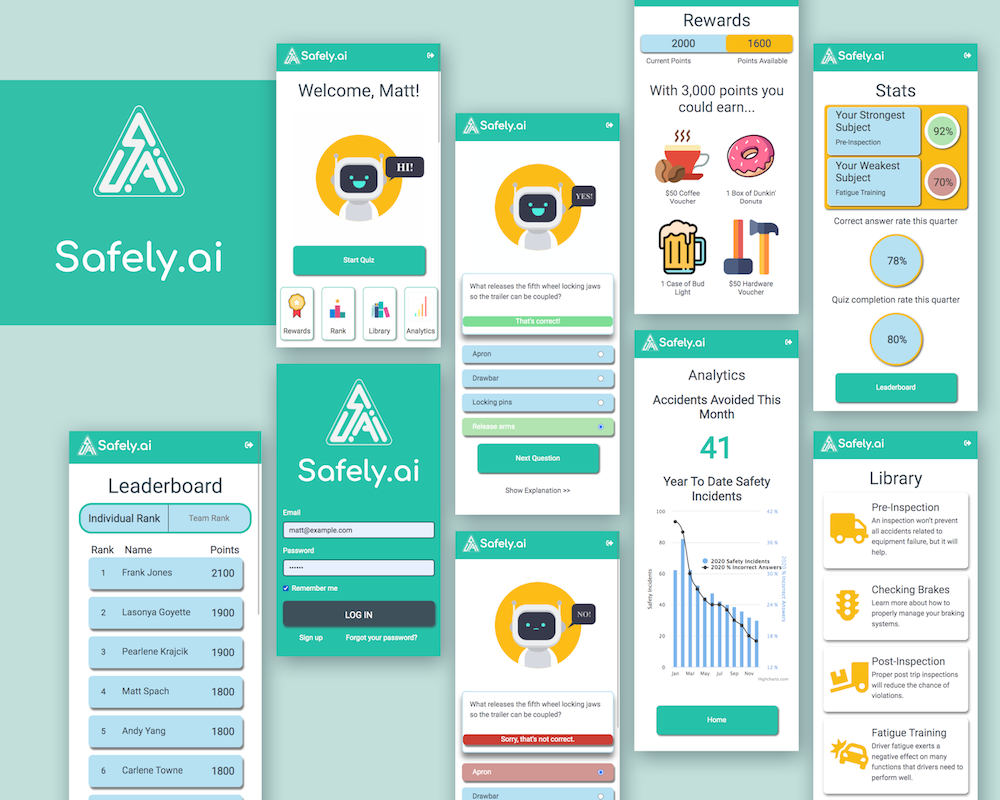 Safely.ai
Safely.ai
Welcome, Matt!
HI!
Start Quiz
Rewards
Rank
Library
Analytics
Safely.ai
Email
matt@example.com
Password
••••••
Remember me
LOG IN
Sign up
Forgot your password?
Safely.ai
Leaderboard
Individual Rank
Team Rank
Rank Name Points
1 Frank Jones 2100
2 Lasonya Goyette 1900
3 Pearlene Krajcik 1900
4 Matt Spach 1800
5 Andy Yang 1800
6 Carlene Towne 1800
Safely.ai
YES!
What releases the fifth wheel locking jaws
so the trailer can be coupled?
That's correct!
Apron
Drawbar
Locking pins
Release arms
Next Question
Show Explanation >>
Safely.ai
NO!
What releases the fifth wheel locking jaws
so the trailer can be coupled?
Sorry, that's not correct.
Apron
Drawbar
Rewards
2000 1600
Current Points Points Available
With 3,000 points you
could earn...
$50 Coffee
Voucher
1 Box of Dunkin'
Donuts
1 Case of Bud
Light
$50 Hardware
Voucher
Safely.ai
Analytics
Accidents Avoided This
Month
41
Year To Date Safety
Incidents
100
80
60
40
20
0
Safety Incidents
42 %
36 %
30 %
24 %
18 %
12 %
2020 % Incorrect Answers
2020 Safety Incidents
2020 % Incorrect Answers
Jan Mar May Jul Sep Nov
Highcharts.com
Home
Safely.ai
Stats
Your Strongest
Subject
Pre-Inspection
92%
Your Weakest
Subject
Fatigue Training
70%
Correct answer rate this quarter
78%
Quiz completion rate this quarter
80%
Leaderboard
Safely.ai
Library
Pre-Inspection
An inspection won't prevent
all accidents related to
equipment failure, but it will
help.
Checking Brakes
Learn more about how to
properly manage your braking
systems.
Post-Inspection
Proper post trip inspections
will reduce the chance of
violations.
Fatigue Training
Driver fatigue exerts a
negative effect on many
functions that drivers need to
perform well.